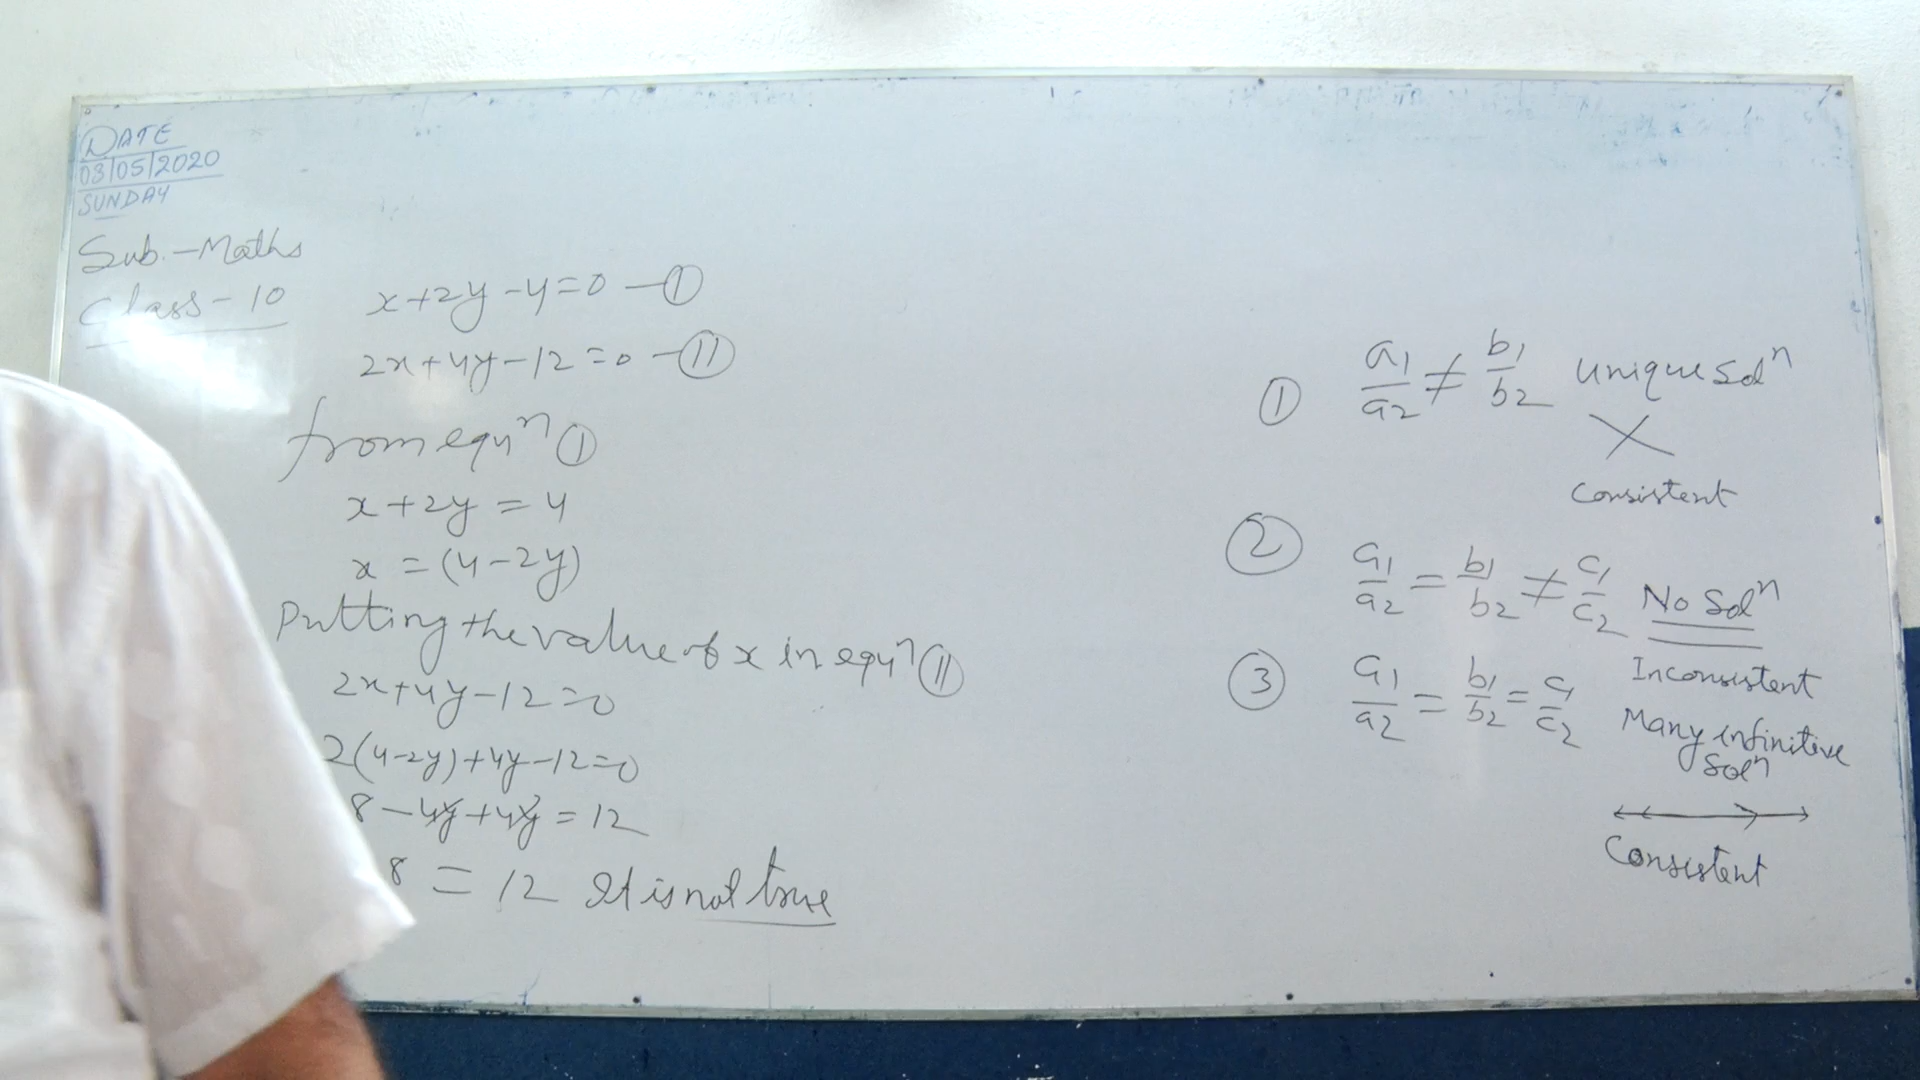 DATE
03/05/2020
SUNDAY
Sub.-Maths
Class-10
x+2y-4=0 —①
2x+4y-12=0 —⑪
from equⁿ ①
x+2y=4
x=(4-2y)
Putting the value of x in equⁿ ⑪
2x+4y-12=0
2(4-2y)+4y-12=0
8-4y+4y=12
8=12 It is not true
① a₁/a₂ ≠ b₁/b₂ Unique Solⁿ
Consistent
② a₁/a₂ = b₁/b₂ ≠ c₁/c₂ No Solⁿ
Inconsistent
③ a₁/a₂ = b₁/b₂ = c₁/c₂ Many infinitive
Solⁿ
Consistent